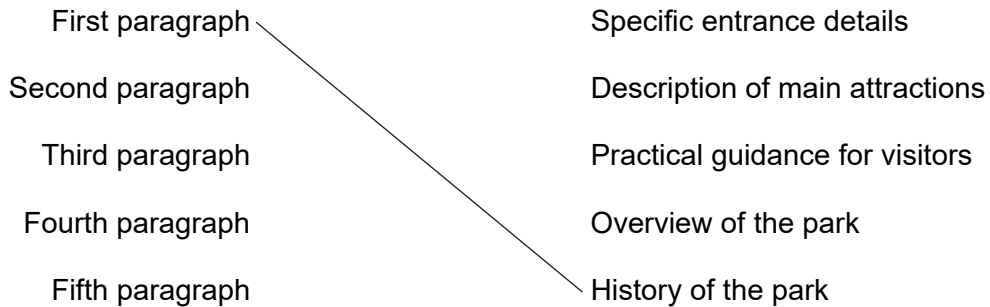 First paragraph Specific entrance details
Second paragraph Description of main attractions
Third paragraph Practical guidance for visitors
Fourth paragraph Overview of the park
Fifth paragraph History of the park